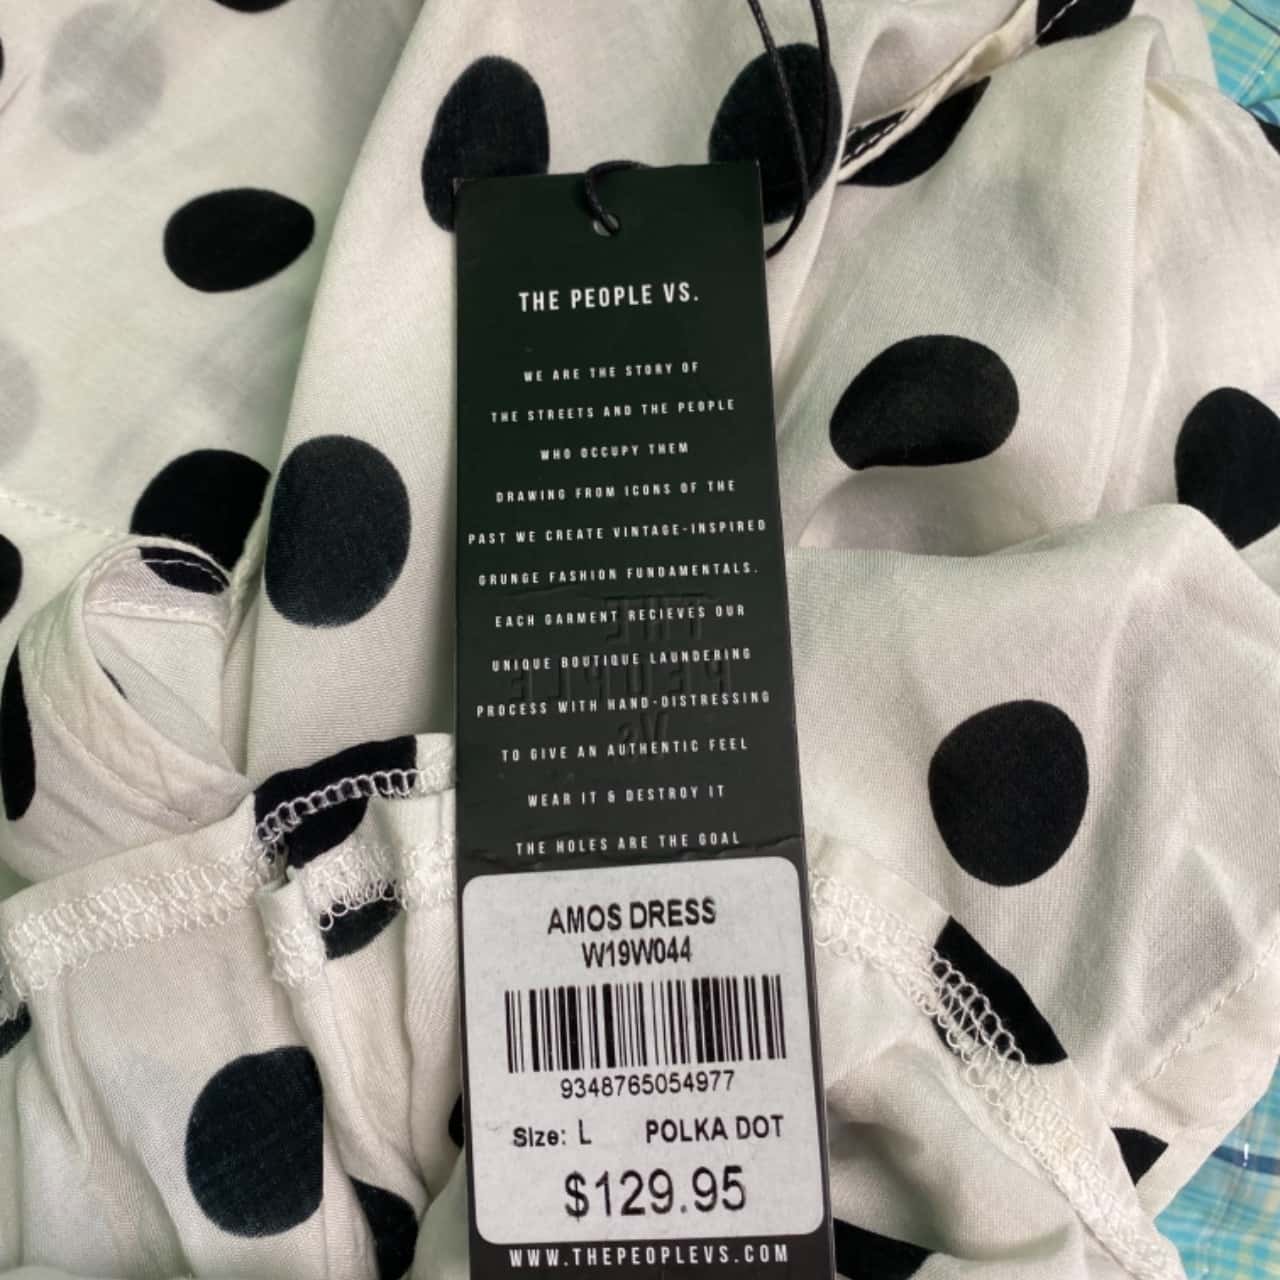 THE PEOPLE VS.
WE ARE THE STORY OF
THE STREETS AND THE PEOPLE
WHO OCCUPY THEM
DRAWING FROM ICONS OF THE
PAST WE CREATE VINTAGE-INSPIRED
GRUNGE FASHION FUNDAMENTALS.
EACH GARMENT RECIEVES OUR
UNIQUE BOUTIQUE LAUNDERING
PROCESS WITH HAND-DISTRESSING
TO GIVE AN AUTHENTIC FEEL
WEAR IT & DESTROY IT
THE HOLES ARE THE GOAL
THE
PEOPLE
VS
AMOS DRESS
W19W044
9348765054977
Size: L POLKA DOT
$129.95
WWW.THEPEOPLEVS.COM